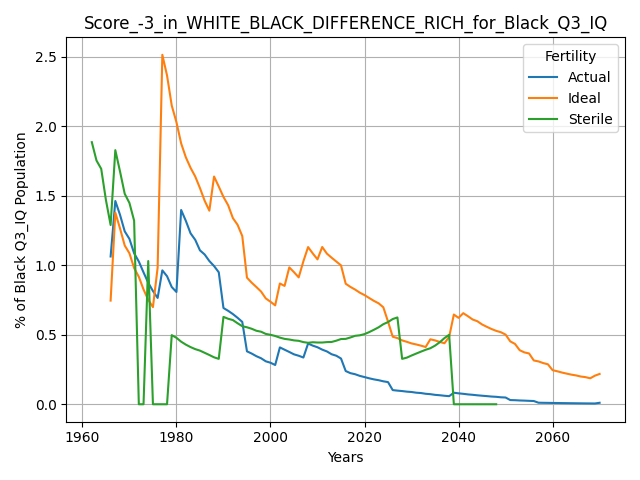 Score_-3_in_WHITE_BLACK_DIFFERENCE_RICH_for_Black_Q3_IQ
Fertility
Actual
Ideal
Sterile
% of Black Q3_IQ Population
2.5
2.0
1.5
1.0
0.5
0.0
1960 1980 2000 2020 2040 2060
Years